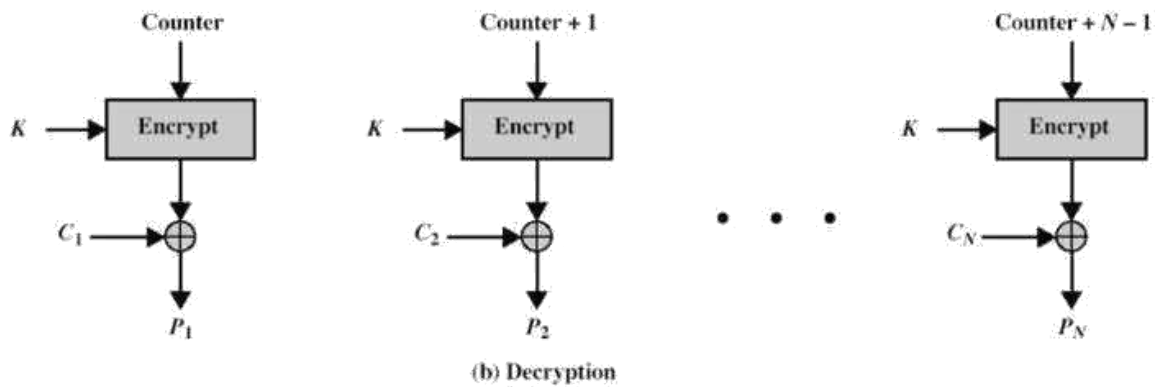 Counter Counter + 1 Counter + N – 1
K Encrypt K Encrypt K Encrypt
C1 C2 CN
P1 P2 PN
(b) Decryption